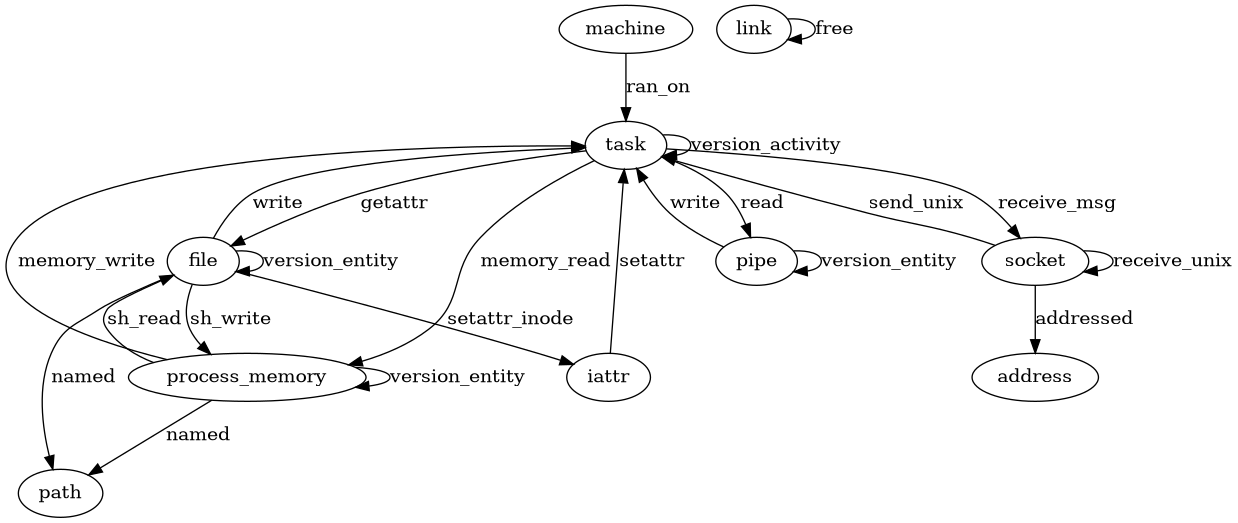 machine
link
free
ran_on
task
version_activity
write
getattr
write
read
send_unix
receive_msg
memory_write
file
version_entity
memory_read
setattr
pipe
version_entity
socket
receive_unix
sh_read
sh_write
setattr_inode
addressed
named
process_memory
version_entity
iattr
address
named
path